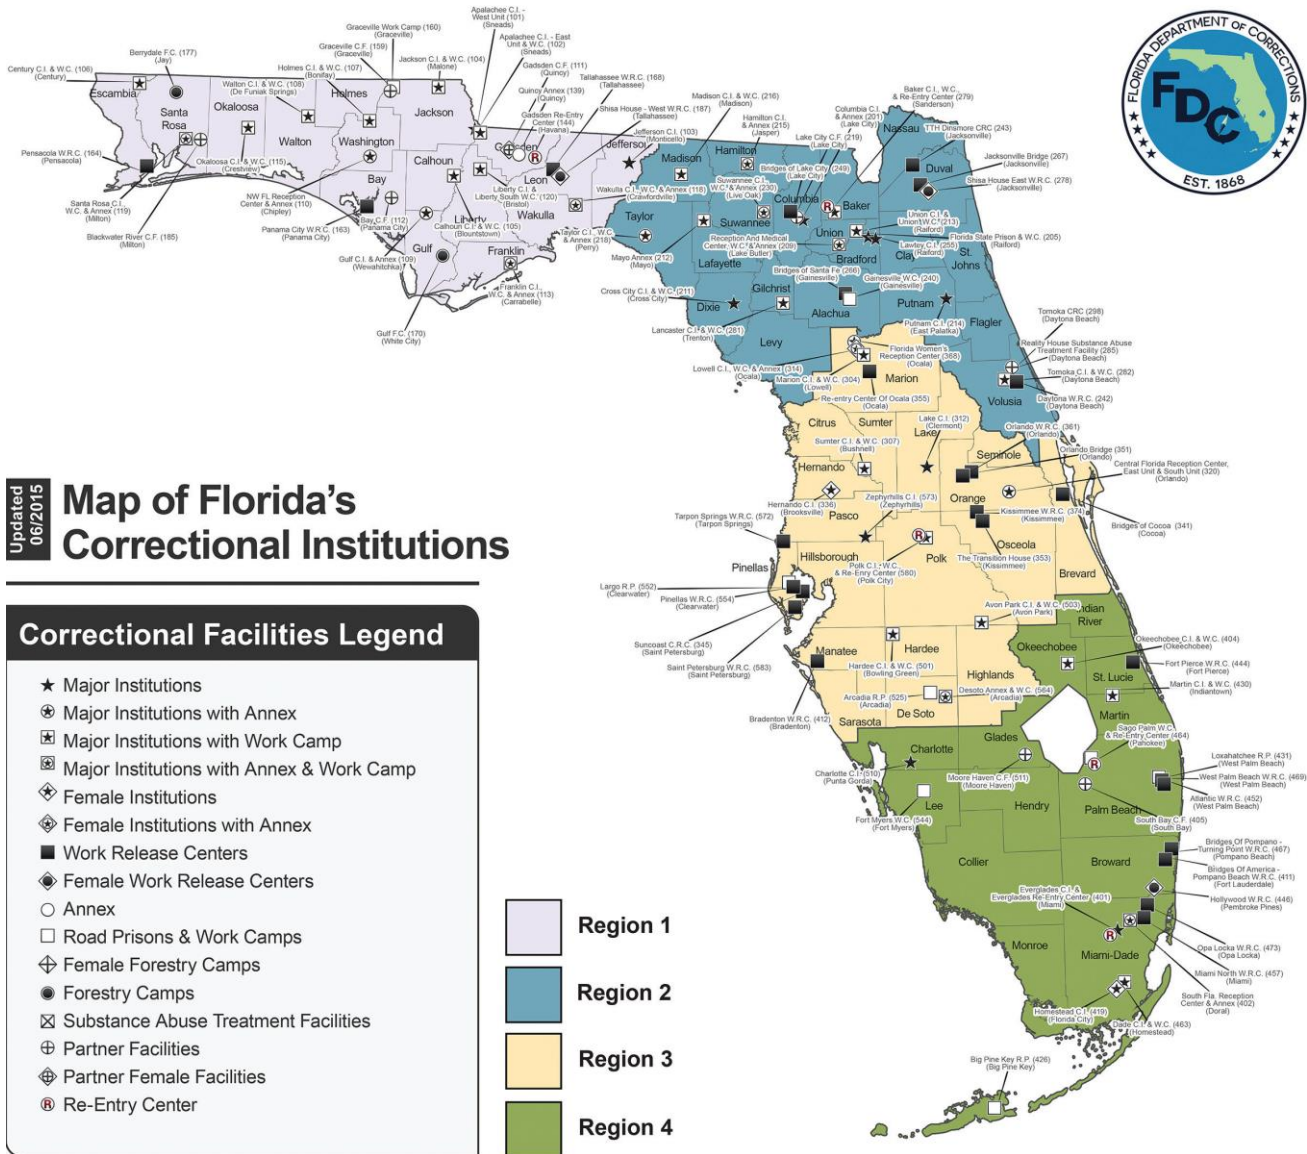 Apalachee C.I. -
West Unit (101)
(Sneads)
Graceville Work Camp (160)
(Graceville)
Apalachee C.I. - East
Unit & W.C. (102)
(Sneads)
Graceville C.F. (159)
(Graceville)
Berrydale F.C. (177)
(Jay)
Jackson C.I. & W.C. (104)
(Malone)
Gadsden C.F. (111)
(Quincy)
Century C.I. & W.C. (106)
(Century)
Holmes C.I. & W.C. (107)
(Bonifay)
Tallahassee W.R.C. (168)
(Tallahassee)
Walton C.I. & W.C. (108)
(De Funiak Springs)
Quincy Annex (139)
(Quincy)
Shisa House - West W.R.C. (187)
(Tallahassee)
Gadsden Re-Entry
Center (144)
(Havana)
Jefferson C.I. (103)
(Monticello)
Madison C.I. & W.C. (216)
(Madison)
Hamilton C.I.
& Annex (215)
(Jasper)
Columbia C.I.
& Annex (201)
(Lake City)
Baker C.I., W.C.,
& Re-Entry Center (279)
(Sanderson)
Lake City C.F. (219)
(Lake City)
Bridges of Lake City (249)
(Lake City)
TTH Dinsmore CRC (243)
(Jacksonville)
Jacksonville Bridge (267)
(Jacksonville)
Shisa House East W.R.C. (278)
(Jacksonville)
Escambia
Santa
Rosa
Okaloosa
Walton
Holmes
Washington
Jackson
Bay
Calhoun
Gulf
Liberty
Gadsden
Leon
Wakulla
Franklin
Jefferson
Pensacola W.R.C. (164)
(Pensacola)
Okaloosa C.I. & W.C. (115)
(Crestview)
Santa Rosa C.I.,
W.C. & Annex (119)
(Milton)
Blackwater River C.F. (185)
(Milton)
NW FL Reception
Center & Annex (110)
(Chipley)
Bay C.F. (112)
(Panama City)
Panama City W.R.C. (163)
(Panama City)
Calhoun C.I. & W.C. (105)
(Blountstown)
Liberty C.I. &
Liberty South W.C. (120)
(Bristol)
Wakulla C.I., W.C. & Annex (118)
(Crawfordville)
Gulf C.I. & Annex (109)
(Wewahitchka)
Franklin C.I.,
W.C. & Annex (113)
(Carrabelle)
Gulf F.C. (170)
(White City)
Madison
Hamilton
Taylor
Suwannee
Columbia
Nassau
Duval
Baker
Union
Bradford
Clay
St.
Johns
Lafayette
Dixie
Gilchrist
Alachua
Putnam
Flagler
Levy
Volusia
Suwannee C.I.,
W.C. & Annex (230)
(Live Oak)
Taylor C.I., W.C.
& Annex (218)
(Perry)
Mayo Annex (212)
(Mayo)
Reception And Medical
Center, W.C. & Annex (209)
(Lake Butler)
Union C.I. &
Union W.C. (213)
(Raiford)
Florida State Prison & W.C. (205)
(Raiford)
Lawtey C.I. (255)
(Raiford)
Bridges of Santa Fe (266)
(Gainesville)
Gainesville W.C. (240)
(Gainesville)
Cross City C.I. & W.C. (211)
(Cross City)
Lancaster C.I. & W.C. (281)
(Trenton)
Putnam C.I. (214)
(East Palatka)
Tomoka CRC (298)
(Daytona Beach)
Reality House Substance Abuse
Treatment Facility (285)
(Daytona Beach)
Tomoka C.I. & W.C. (282)
(Daytona Beach)
Daytona W.R.C. (242)
(Daytona Beach)
Florida Women's
Reception Center (368)
(Ocala)
Lowell C.I., W.C. & Annex (314)
(Ocala)
Marion C.I. & W.C. (304)
(Lowell)
Re-entry Center Of Ocala (355)
(Ocala)
Marion
Citrus
Sumter
Lake
Seminole
Hernando
Orange
Pasco
Osceola
Hillsborough
Polk
Pinellas
Brevard
Manatee
Hardee
Highlands
Sarasota
De Soto
Lake C.I. (312)
(Clermont)
Sumter C.I. & W.C. (307)
(Bushnell)
Orlando W.R.C. (361)
(Orlando)
Orlando Bridge (351)
(Orlando)
Central Florida Reception Center,
East Unit & South Unit (320)
(Orlando)
Hernando C.I. (336)
(Brooksville)
Zephyrhills C.I. (573)
(Zephyrhills)
Kissimmee W.R.C. (374)
(Kissimmee)
Bridges of Cocoa (341)
(Cocoa)
Tarpon Springs W.R.C. (572)
(Tarpon Springs)
Polk C.I., W.C.,
& Re-Enry Center (580)
(Polk City)
The Transition House (353)
(Kissimmee)
Largo R.P. (552)
(Clearwater)
Pinellas W.R.C. (554)
(Clearwater)
Suncoast C.R.C. (345)
(Saint Petersburg)
Saint Petersburg W.R.C. (583)
(Saint Petersburg)
Avon Park C.I. & W.C. (503)
(Avon Park)
Hardee C.I. & W.C. (501)
(Bowling Green)
Arcadia R.P. (525)
(Arcadia)
Desoto Annex & W.C. (564)
(Arcadia)
Bradenton W.R.C. (412)
(Bradenton)
Indian
River
Okeechobee
St. Lucie
Martin
Charlotte
Glades
Lee
Hendry
Palm Beach
Collier
Broward
Monroe
Miami-Dade
Okeechobee C.I. & W.C. (404)
(Okeechobee)
Fort Pierce W.R.C. (444)
(Fort Pierce)
Martin C.I. & W.C. (430)
(Indiantown)
Sago Palm W.C.
& Re-Entry Center (464)
(Pahokee)
Loxahatchee R.P. (431)
(West Palm Beach)
West Palm Beach W.R.C. (469)
(West Palm Beach)
Atlantic W.R.C. (452)
(West Palm Beach)
South Bay C.F. (405)
(South Bay)
Charlotte C.I. (510)
(Punta Gorda)
Moore Haven C.F. (511)
(Moore Haven)
Fort Myers W.C. (544)
(Fort Myers)
Bridges Of Pompano -
Turning Point W.R.C. (467)
(Pompano Beach)
Bridges Of America -
Pompano Beach W.R.C. (411)
(Fort Lauderdale)
Everglades C.I. &
Everglades Re-Entry Center (401)
(Miami)
Hollywood W.R.C. (446)
(Pembroke Pines)
Opa Locka W.R.C. (473)
(Opa Locka)
Miami North W.R.C. (457)
(Miami)
South Fla. Reception
Center & Annex (402)
(Doral)
Homestead C.I. (419)
(Florida City)
Dade C.I. & W.C. (463)
(Homestead)
Big Pine Key R.P. (426)
(Big Pine Key)
FLORIDA DEPARTMENT OF CORRECTIONS
FDC
EST. 1868
Updated
06/2015
Map of Florida's
Correctional Institutions
Correctional Facilities Legend
Major Institutions
Major Institutions with Annex
Major Institutions with Work Camp
Major Institutions with Annex & Work Camp
Female Institutions
Female Institutions with Annex
Work Release Centers
Female Work Release Centers
Annex
Road Prisons & Work Camps
Female Forestry Camps
Forestry Camps
Substance Abuse Treatment Facilities
Partner Facilities
Partner Female Facilities
R Re-Entry Center
Region 1
Region 2
Region 3
Region 4